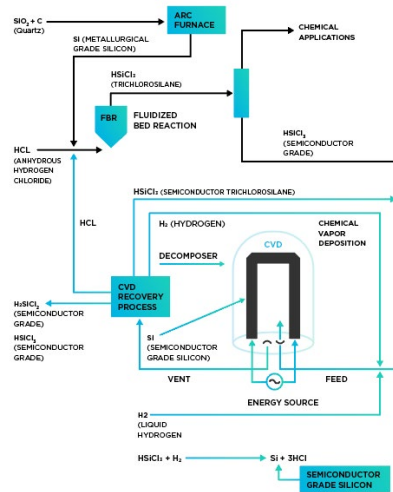 SIO₂ + C
(Quartz)
ARC
FURNACE
CHEMICAL
APPLICATIONS
SI (METALLURGICAL
GRADE SILICON)
HSiCl₃
(TRICHLOROSILANE)
FBR
FLUIDIZED
BED REACTION
HCL
(ANHYDROUS
HYDROGEN
CHLORIDE)
HSICl₃
(SEMICONDUCTOR
GRADE)
HSICl₃ (SEMICONDUCTOR TRICHLOROSILANE)
HCL
H₂ (HYDROGEN)
CHEMICAL
VAPOR
DEPOSITION
CVD
DECOMPOSER
CVD
RECOVERY
PROCESS
H₂SICl₂
(SEMICONDUCTOR
GRADE)
HSICl₃
(SEMICONDUCTOR
GRADE)
SI
(SEMICONDUCTOR
GRADE SILICON)
VENT
FEED
ENERGY SOURCE
H2
(LIQUID
HYDROGEN
HSiCl₃ + H₂
Si + 3HCl
SEMICONDUCTOR
GRADE SILICON